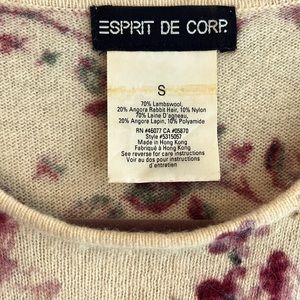 ESPRIT DE CORP.
S
70% Lambswool,
20% Angora Rabbit Hair, 10% Nylon
70% Laine D'agneau,
20% Angora Lapin, 10% Polyamide
RN #46077 CA #05870
Style #5315057
Made in Hong Kong
Fabriqué à Hong Kong
See reverse for care instructions
Voir au dos pour instructions
d'entretien